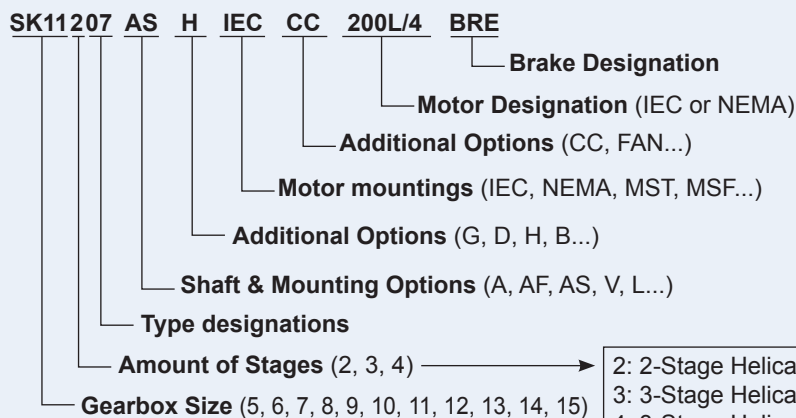 SK11207 AS H IEC CC 200L/4 BRE
Brake Designation
Motor Designation (IEC or NEMA)
Additional Options (CC, FAN...)
Motor mountings (IEC, NEMA, MST, MSF...)
Additional Options (G, D, H, B...)
Shaft & Mounting Options (A, AF, AS, V, L...)
Type designations
Amount of Stages (2, 3, 4)
2: 2-Stage Helica
3: 3-Stage Helica
Gearbox Size (5, 6, 7, 8, 9, 10, 11, 12, 13, 14, 15)